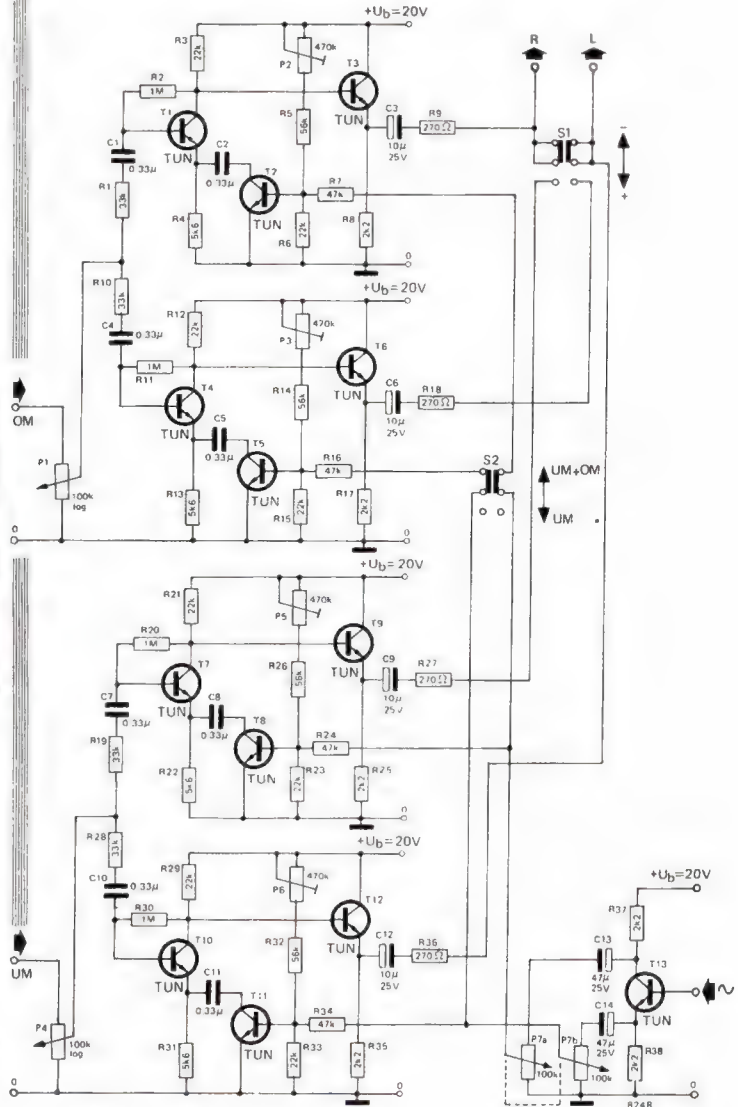 +Ub=20V
R3
22k
P2
470k
T3
R2
1M
T1
TUN
TUN
C1
0.33µ
C2
0.33µ
R5
56k
C3
10µ
25V
R9
270Ω
R
L
S1
-
+
R1
33k
T2
TUN
R7
47k
R4
5k6
R6
22k
R8
2k2
0
R10
33k
C4
0.33µ
+Ub=20V
R12
22k
P3
470k
T6
R11
1M
T4
TUN
TUN
C5
0.33µ
R14
56k
C6
10µ
25V
R18
270Ω
T5
TUN
R16
47k
S2
UM+OM
UM
OM
P1
100k
log
R13
5k6
R15
22k
R17
2k2
0
0
+Ub=20V
R21
22k
P5
470k
T9
R20
1M
T7
TUN
TUN
C7
0.33µ
C8
0.33µ
R26
56k
C9
10µ
25V
R27
270Ω
R19
33k
T8
TUN
R24
47k
R22
5k6
R23
22k
R25
2k2
0
R28
33k
C10
0.33µ
+Ub=20V
R29
22k
P6
470k
T12
R30
1M
T10
TUN
TUN
C11
0.33µ
R32
56k
C12
10µ
25V
R36
270Ω
T11
TUN
R34
47k
UM
P4
100k
log
R31
5k6
R33
22k
R35
2k2
0
0
+Ub=20V
R37
2k2
C13
47µ
25V
T13
TUN
C14
47µ
25V
~
P7a
100k
P7b
100k
R38
2k2
0